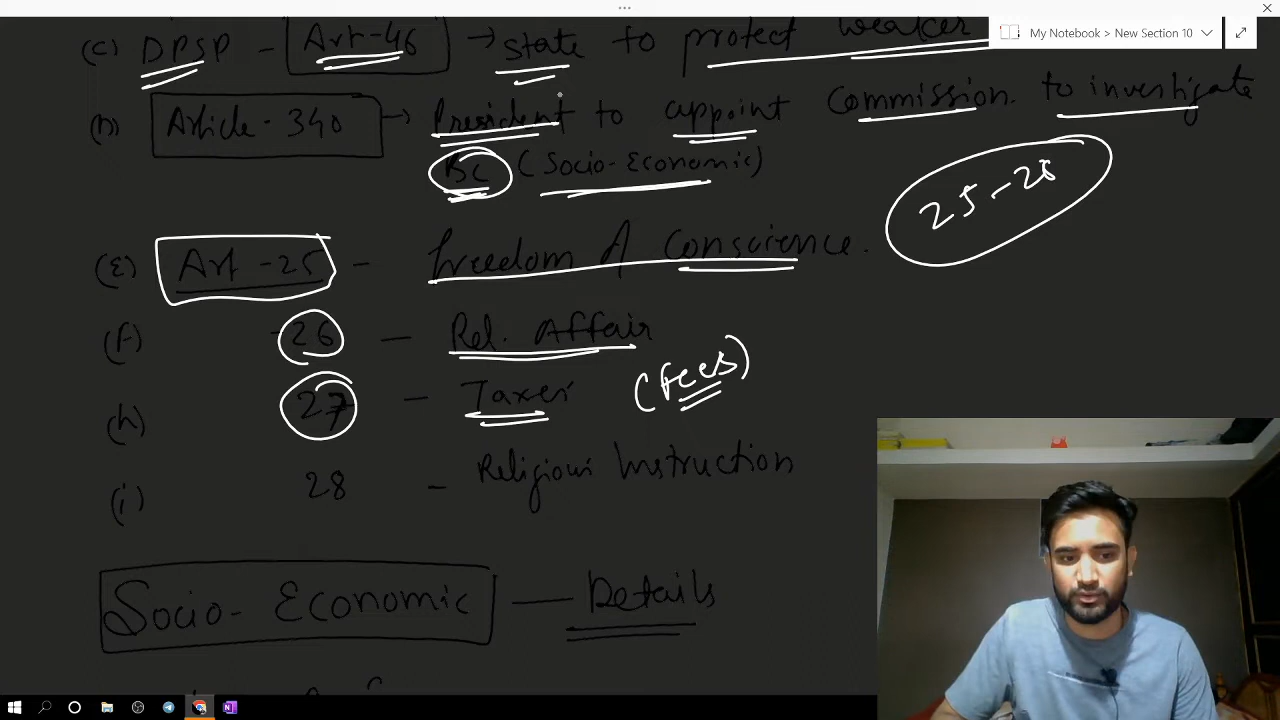 My Notebook > New Section 10
(c) DPSP - Art-46 → State to protect weaker
Article-340 → President to appoint Commission to investigate
BC (Socio-Economic)
25-28
(E) Art -25 - freedom of Conscience.
(f) 26 - Rel. Affair
(h) 27 - Taxes (fees)
(i) 28 - Religious Instruction
Socio-Economic - Details